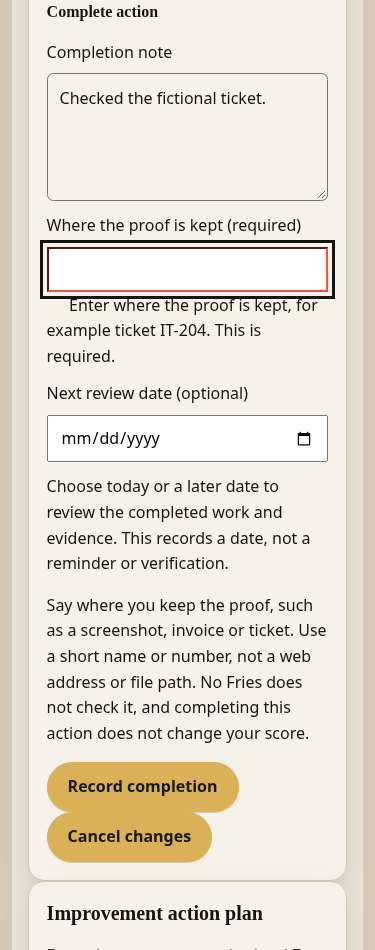 Complete action
Completion note
Checked the fictional ticket.
Where the proof is kept (required)
Enter where the proof is kept, for
example ticket IT-204. This is
required.
Next review date (optional)
mm/dd/yyyy
Choose today or a later date to
review the completed work and
evidence. This records a date, not a
reminder or verification.
Say where you keep the proof, such
as a screenshot, invoice or ticket. Use
a short name or number, not a web
address or file path. No Fries does
not check it, and completing this
action does not change your score.
Record completion
Cancel changes
Improvement action plan